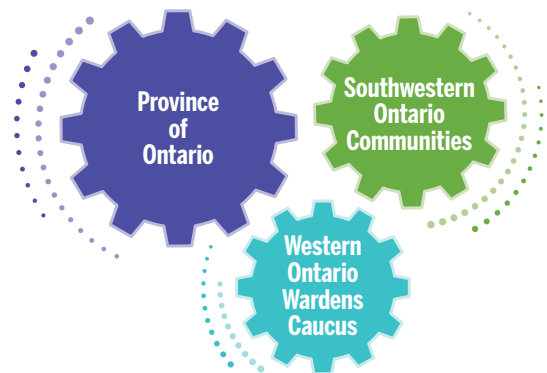 Province
of
Ontario
Southwestern
Ontario
Communities
Western
Ontario
Wardens
Caucus